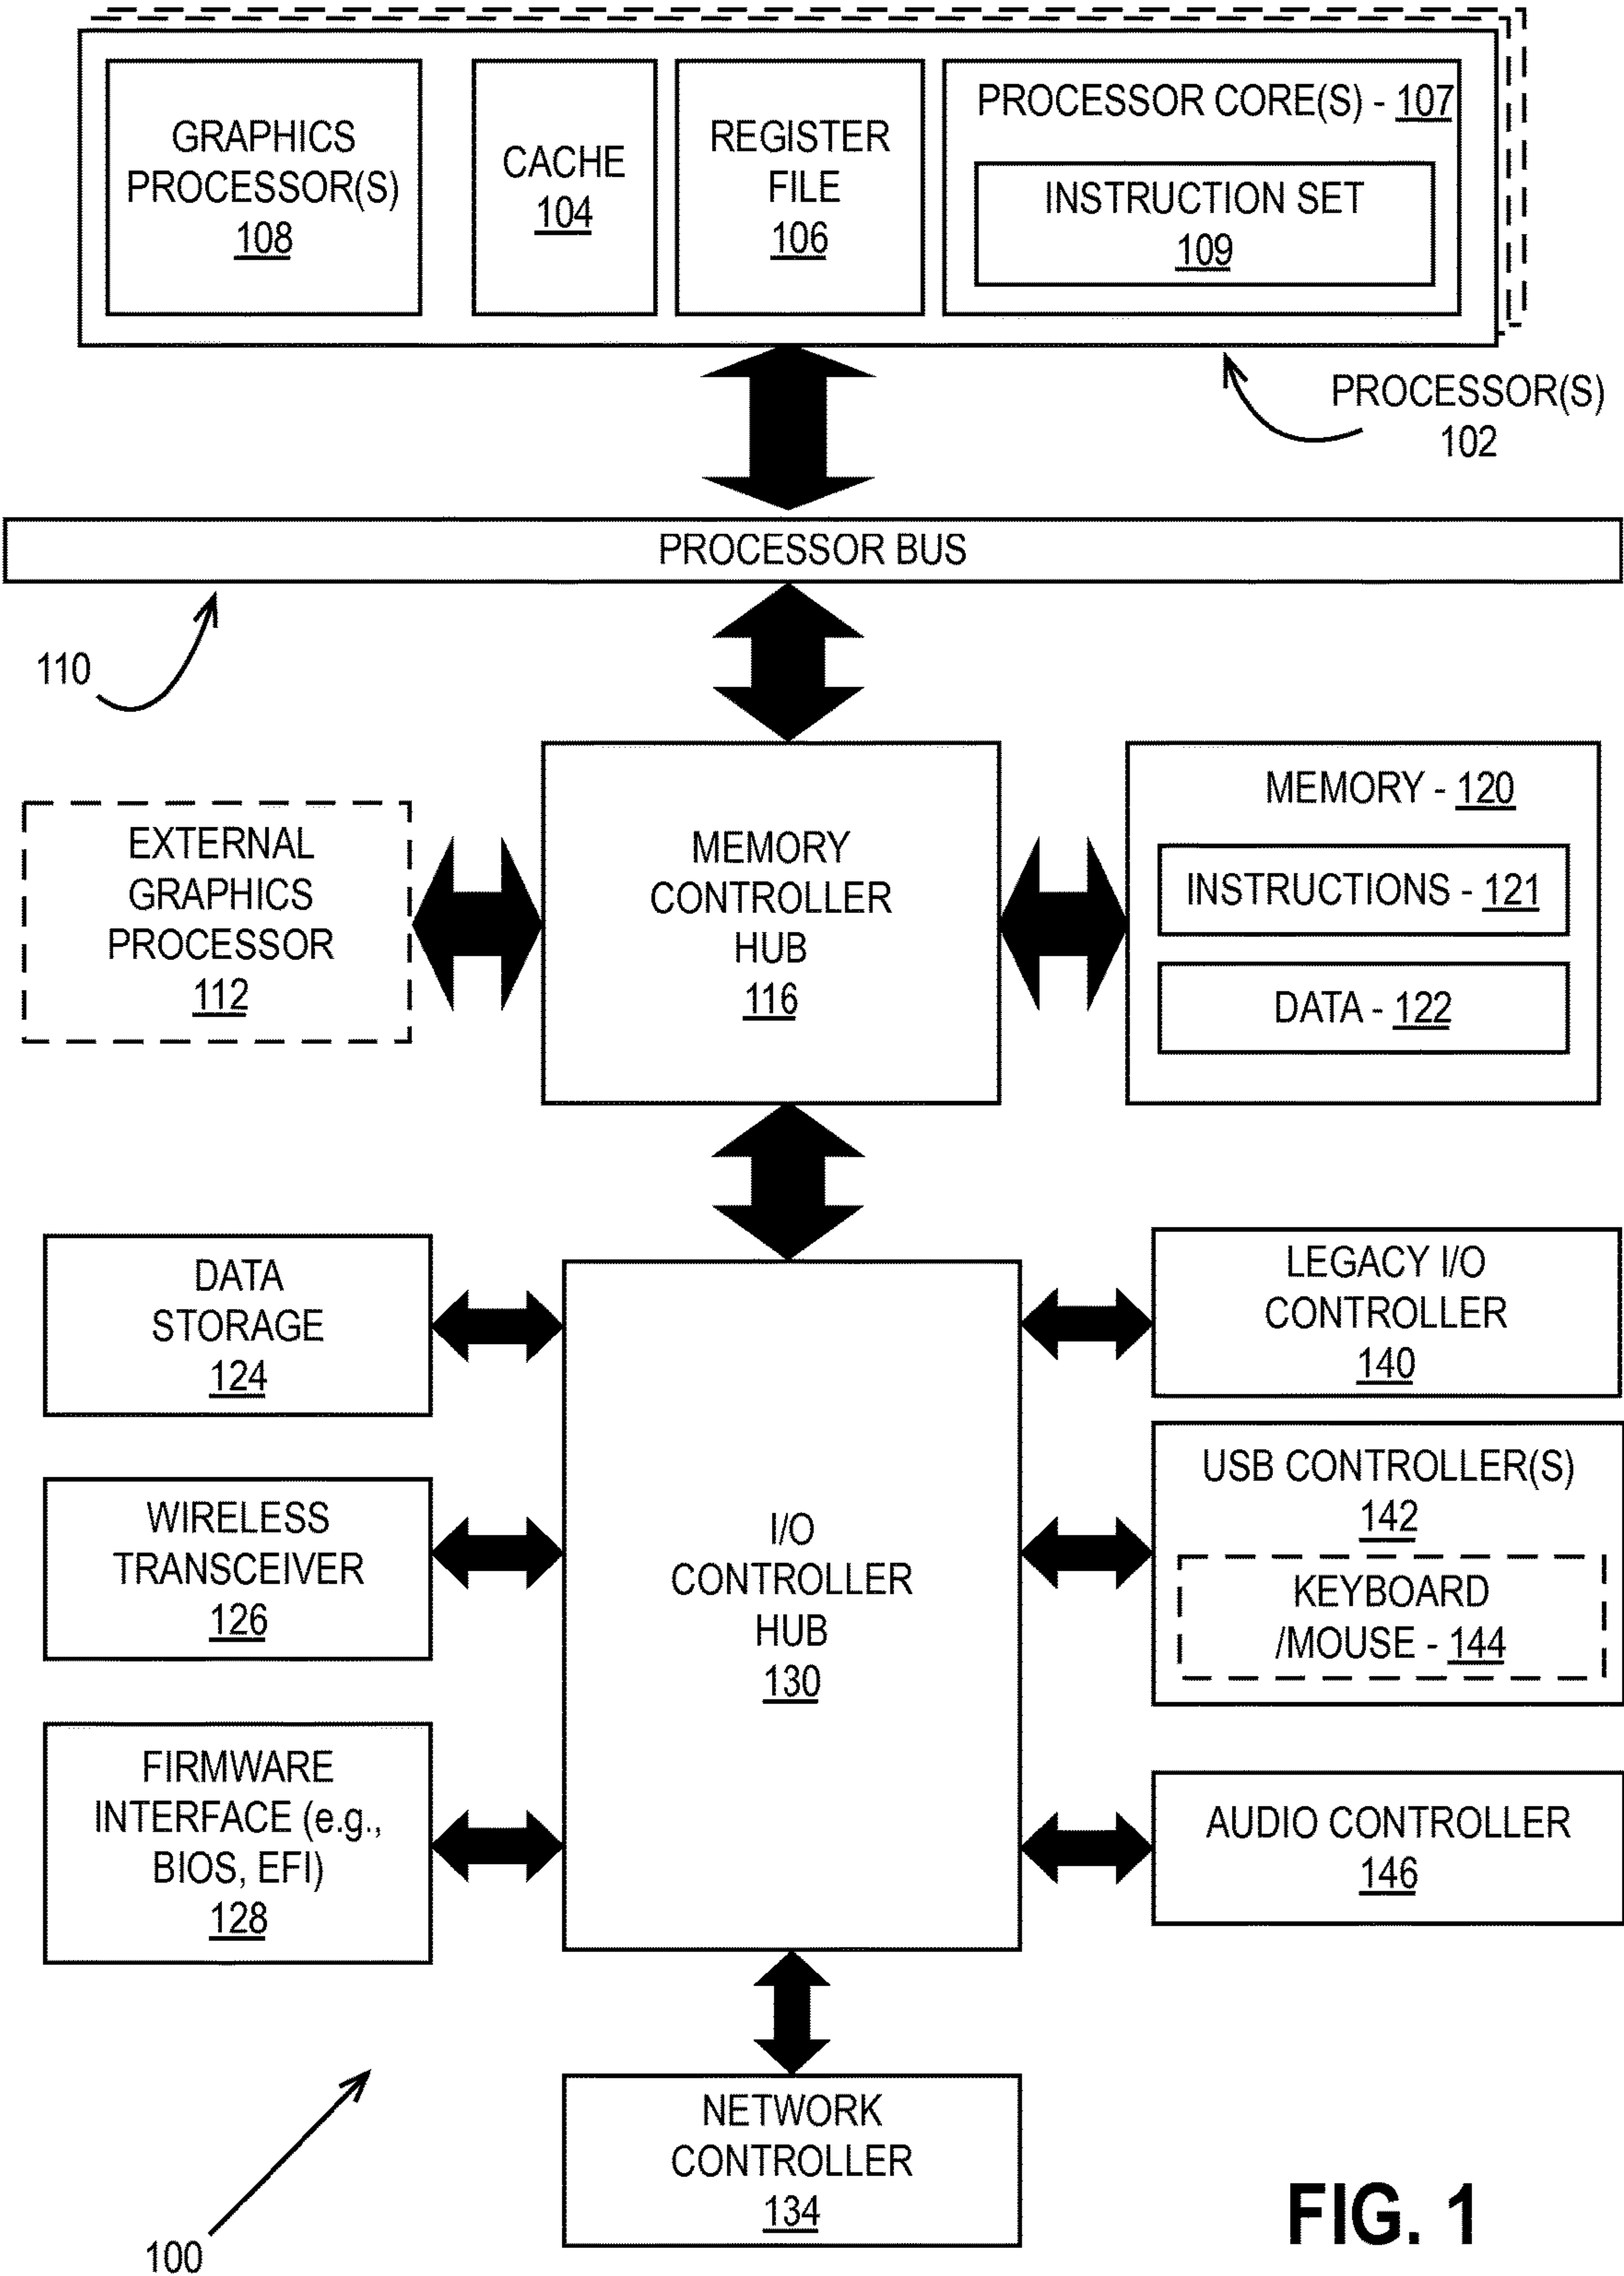 GRAPHICS
PROCESSOR(S)
108
CACHE
104
REGISTER
FILE
106
PROCESSOR CORE(S) - 107
INSTRUCTION SET
109
PROCESSOR(S)
102
PROCESSOR BUS
110
EXTERNAL
GRAPHICS
PROCESSOR
112
MEMORY
CONTROLLER
HUB
116
MEMORY - 120
INSTRUCTIONS - 121
DATA - 122
DATA
STORAGE
124
WIRELESS
TRANSCEIVER
126
FIRMWARE
INTERFACE (e.g.,
BIOS, EFI)
128
I/O
CONTROLLER
HUB
130
LEGACY I/O
CONTROLLER
140
USB CONTROLLER(S)
142
KEYBOARD
/MOUSE - 144
AUDIO CONTROLLER
146
NETWORK
CONTROLLER
134
100
FIG. 1